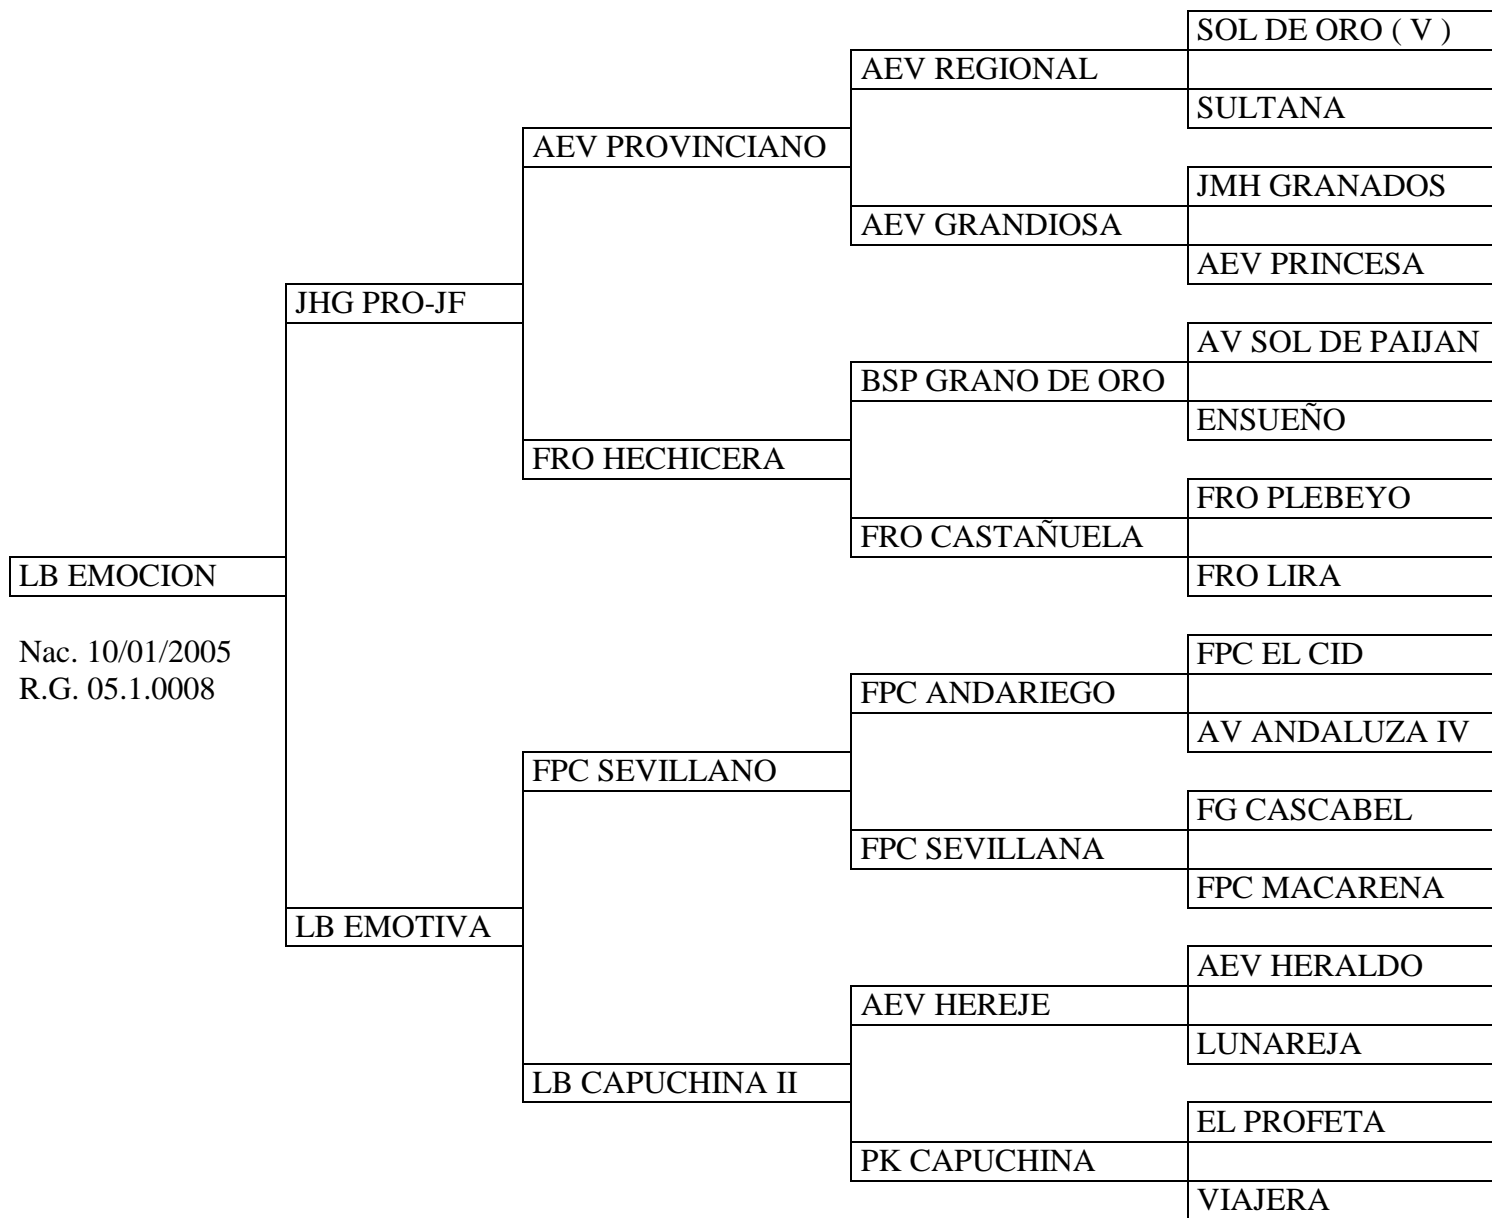 SOL DE ORO ( V )
AEV REGIONAL
SULTANA
AEV PROVINCIANO
JMH GRANADOS
AEV GRANDIOSA
AEV PRINCESA
JHG PRO-JF
AV SOL DE PAIJAN
BSP GRANO DE ORO
ENSUEÑO
FRO HECHICERA
FRO PLEBEYO
FRO CASTAÑUELA
LB EMOCION
FRO LIRA
Nac. 10/01/2005
R.G. 05.1.0008
FPC EL CID
FPC ANDARIEGO
AV ANDALUZA IV
FPC SEVILLANO
FG CASCABEL
FPC SEVILLANA
FPC MACARENA
LB EMOTIVA
AEV HERALDO
AEV HEREJE
LUNAREJA
LB CAPUCHINA II
EL PROFETA
PK CAPUCHINA
VIAJERA